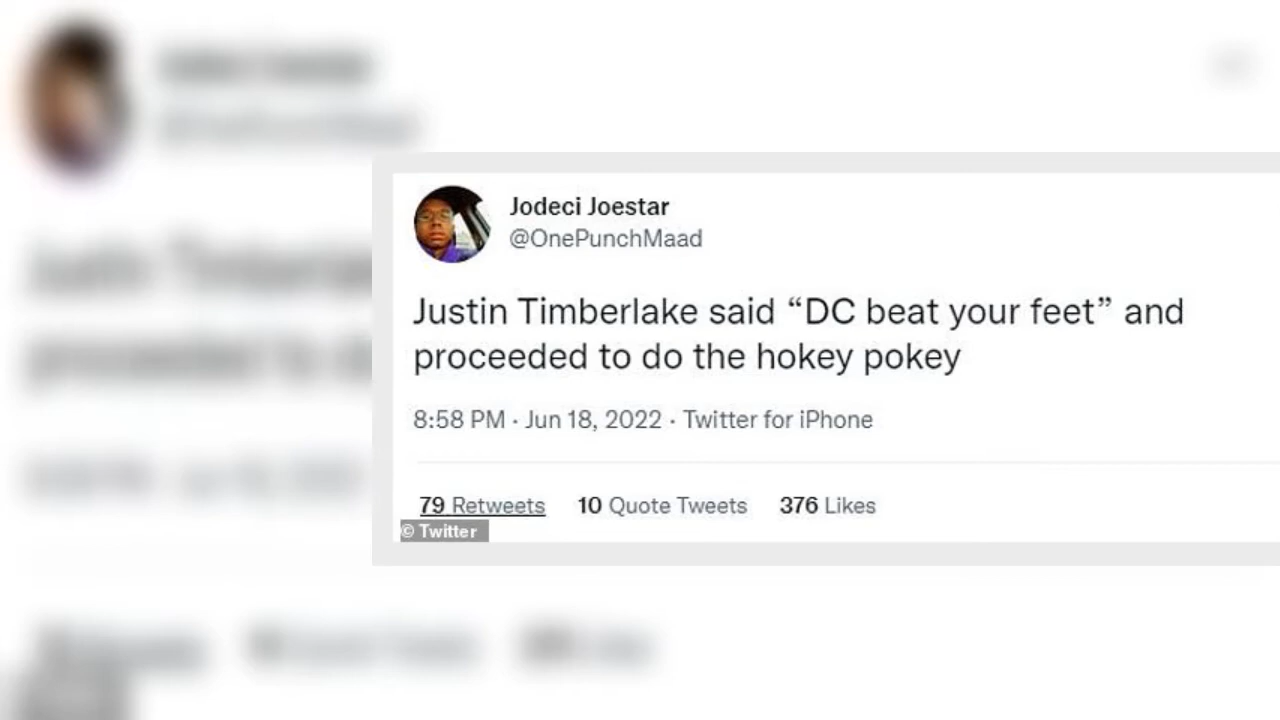 Jodeci Joestar
@OnePunchMaad
Justin Timberlake said “DC beat your feet” and
proceeded to do the hokey pokey
8:58 PM · Jun 18, 2022 · Twitter for iPhone
79 Retweets 10 Quote Tweets 376 Likes
© Twitter